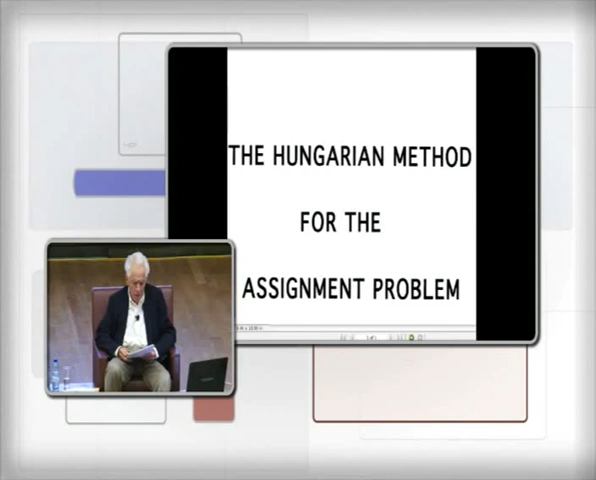 THE HUNGARIAN METHOD
FOR THE
ASSIGNMENT PROBLEM